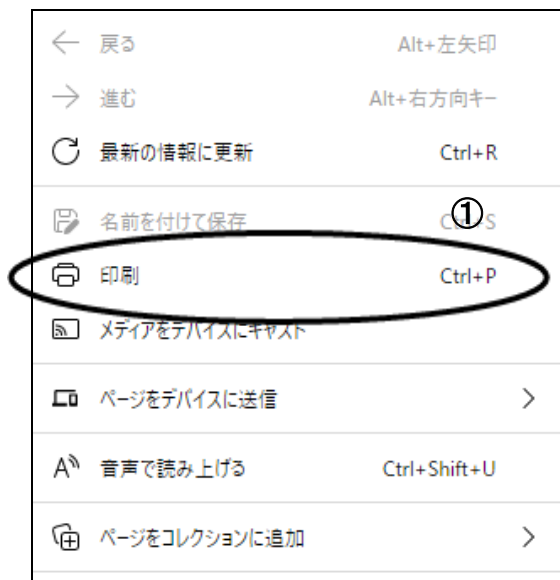 戻る Alt+左矢印
進む Alt+右方向キー
最新の情報に更新 Ctrl+R
①
名前を付けて保存 Ctrl+S
印刷 Ctrl+P
メディアをデバイスにキャスト
ページをデバイスに送信
音声で読み上げる Ctrl+Shift+U
ページをコレクションに追加